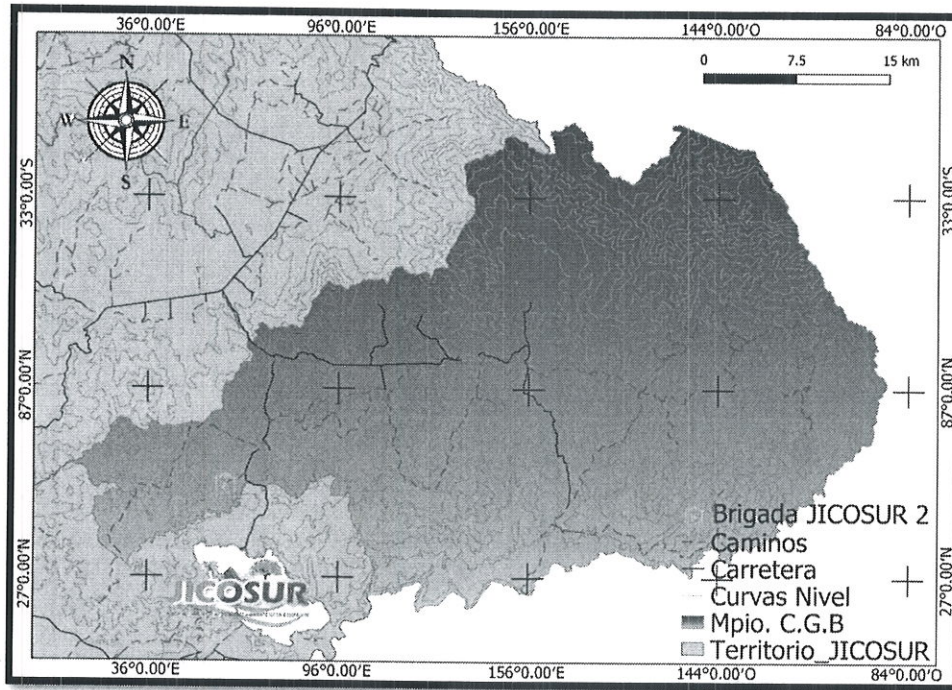 36°0.00'E 96°0.00'E 156°0.00'E 144°0.00'O 84°0.00'O
0 7.5 15 km
N
W E
S
33°0.00'S 33°0.00'S
87°0.00'N 87°0.00'N
27°0.00'N 27°0.00'N
Brigada JICOSUR 2
Caminos
Carretera
Curvas Nivel
Mpio. C.G.B
Territorio_JICOSUR
JICOSUR
36°0.00'E 96°0.00'E 156°0.00'E 144°0.00'O 84°0.00'O